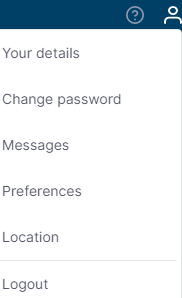 Your details
Change password
Messages
Preferences
Location
Logout